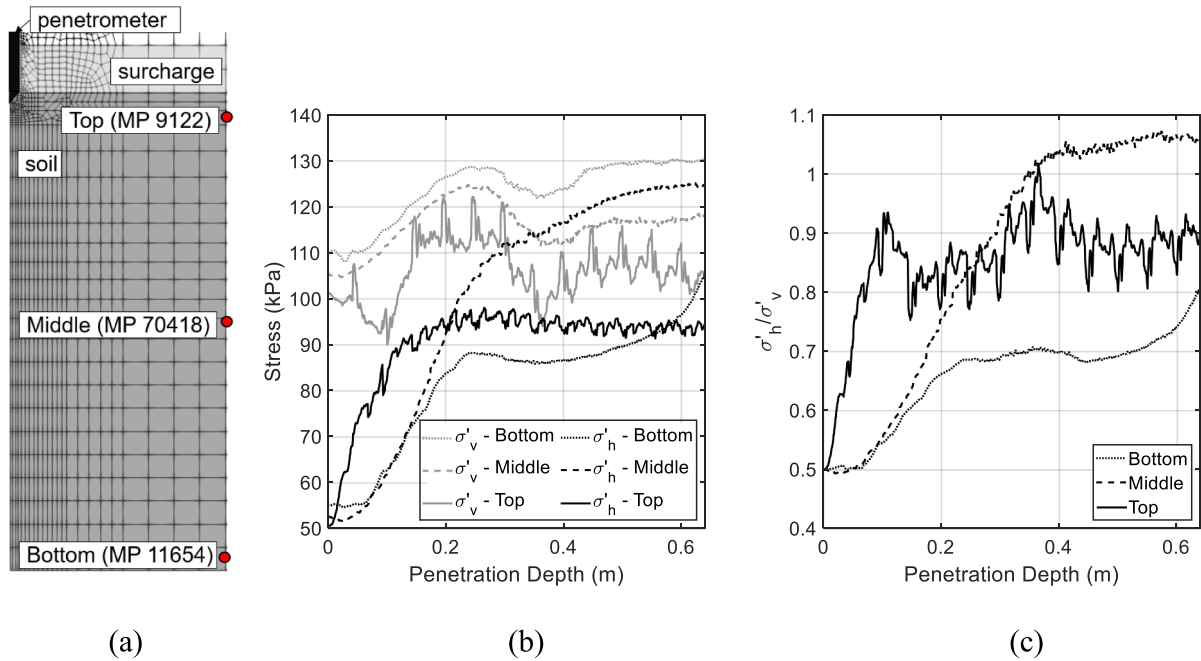 penetrometer
surcharge
Top (MP 9122)
soil
Middle (MP 70418)
Bottom (MP 11654)
(a)
140
130
120
110
100
90
80
70
60
50
Stress (kPa)
σ'v - Bottom σ'h - Bottom
σ'v - Middle σ'h - Middle
σ'v - Top σ'h - Top
0 0.2 0.4 0.6
Penetration Depth (m)
(b)
1.1
1
0.9
0.8
0.7
0.6
0.5
0.4
σ'h/σ'v
Bottom
Middle
Top
0 0.2 0.4 0.6
Penetration Depth (m)
(c)